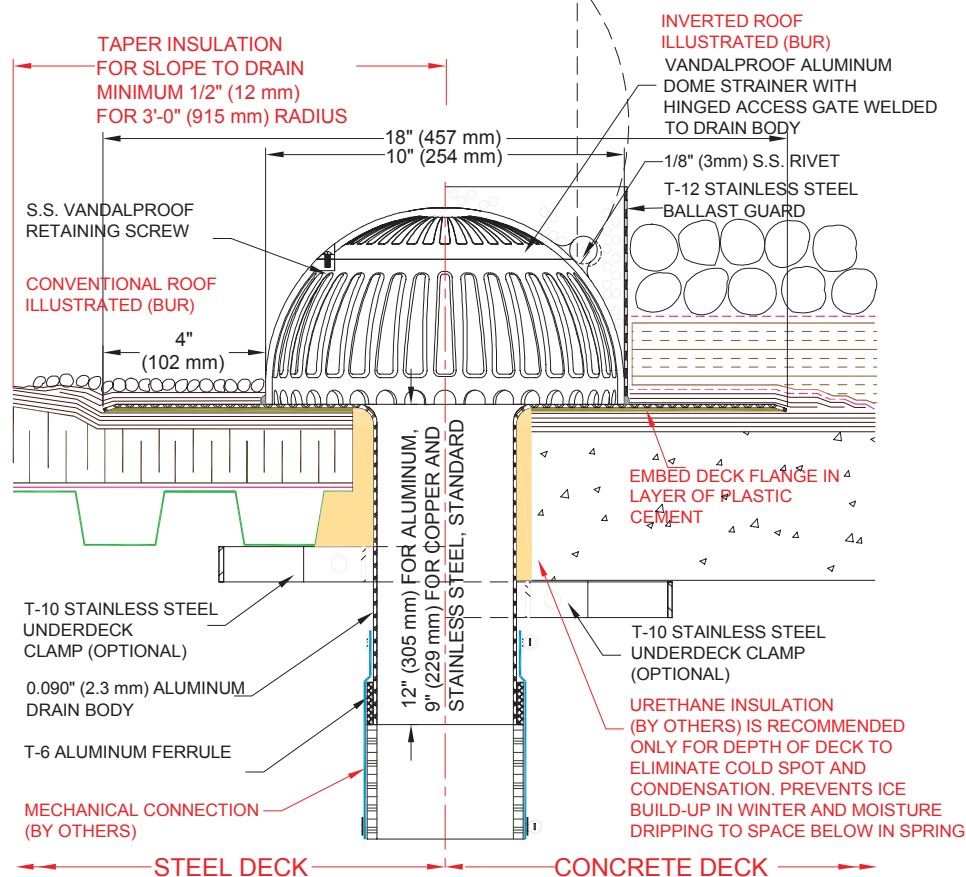 TAPER INSULATION
FOR SLOPE TO DRAIN
MINIMUM 1/2" (12 mm)
FOR 3'-0" (915 mm) RADIUS
INVERTED ROOF
ILLUSTRATED (BUR)
VANDALPROOF ALUMINUM
DOME STRAINER WITH
HINGED ACCESS GATE WELDED
TO DRAIN BODY
18" (457 mm)
10" (254 mm)
1/8" (3mm) S.S. RIVET
T-12 STAINLESS STEEL
BALLAST GUARD
S.S. VANDALPROOF
RETAINING SCREW
CONVENTIONAL ROOF
ILLUSTRATED (BUR)
4"
(102 mm)
12" (305 mm) FOR ALUMINUM,
9" (229 mm) FOR COPPER AND
STAINLESS STEEL, STANDARD
EMBED DECK FLANGE IN
LAYER OF PLASTIC
CEMENT
T-10 STAINLESS STEEL
UNDERDECK
CLAMP (OPTIONAL)
T-10 STAINLESS STEEL
UNDERDECK CLAMP
(OPTIONAL)
0.090" (2.3 mm) ALUMINUM
DRAIN BODY
T-6 ALUMINUM FERRULE
MECHANICAL CONNECTION
(BY OTHERS)
URETHANE INSULATION
(BY OTHERS) IS RECOMMENDED
ONLY FOR DEPTH OF DECK TO
ELIMINATE COLD SPOT AND
CONDENSATION. PREVENTS ICE
BUILD-UP IN WINTER AND MOISTURE
DRIPPING TO SPACE BELOW IN SPRING
STEEL DECK
CONCRETE DECK